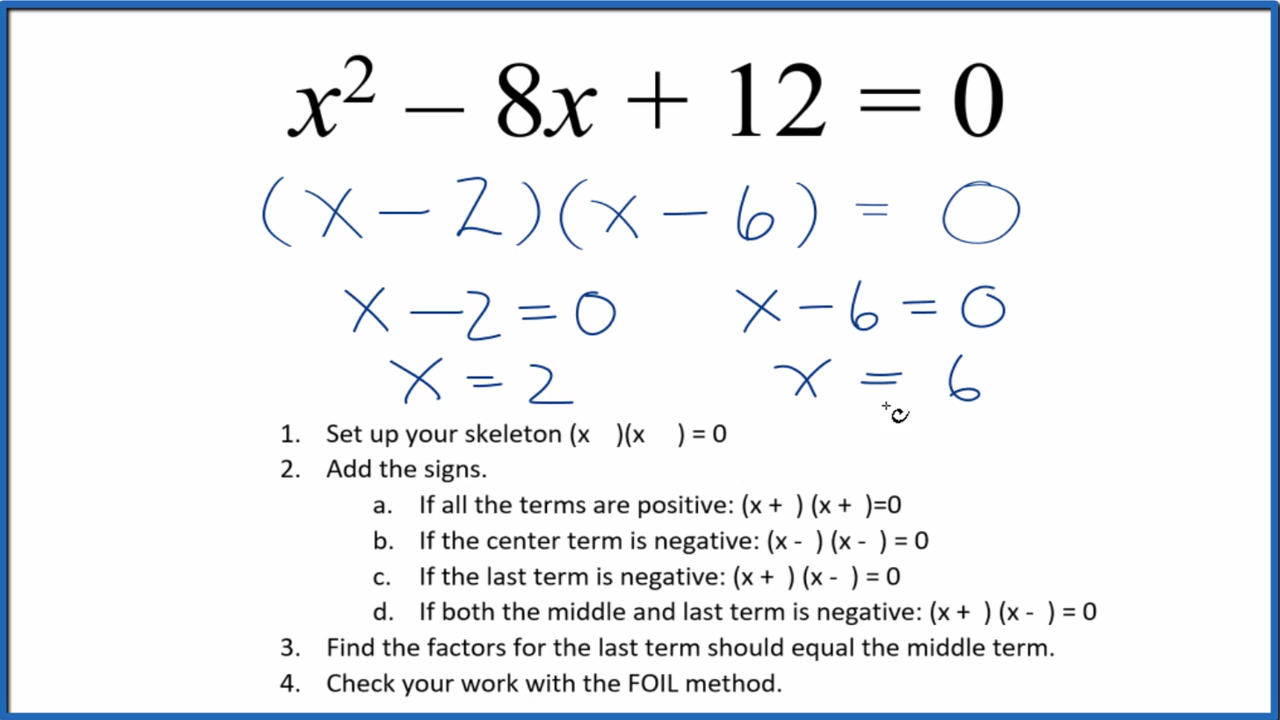 x² – 8x + 12 = 0
(x – 2)(x – 6) = 0
x – 2 = 0 x – 6 = 0
x = 2 x = 6
1. Set up your skeleton (x )(x ) = 0
2. Add the signs.
a. If all the terms are positive: (x + ) (x + )=0
b. If the center term is negative: (x - ) (x - ) = 0
c. If the last term is negative: (x + ) (x - ) = 0
d. If both the middle and last term is negative: (x + ) (x - ) = 0
3. Find the factors for the last term should equal the middle term.
4. Check your work with the FOIL method.